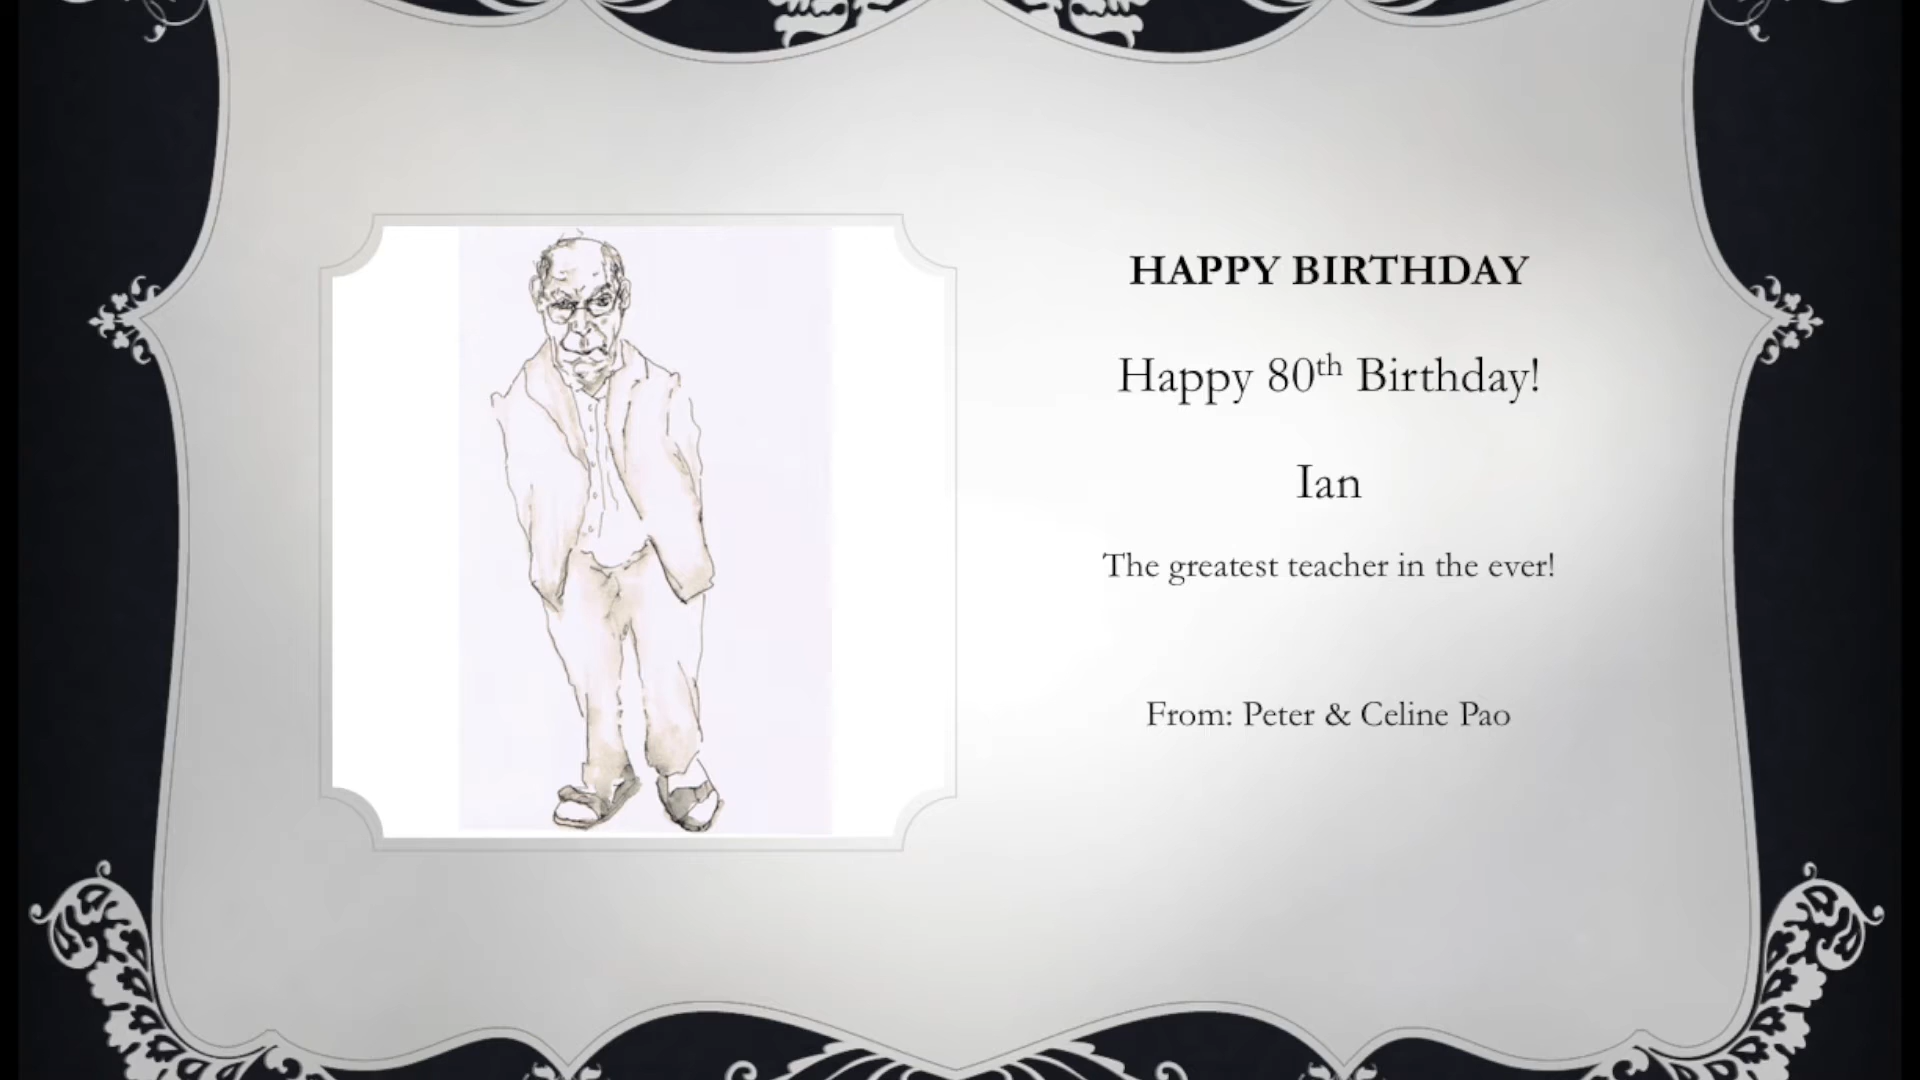 HAPPY BIRTHDAY
Happy 80th Birthday!
Ian
The greatest teacher in the ever!
From: Peter & Celine Pao